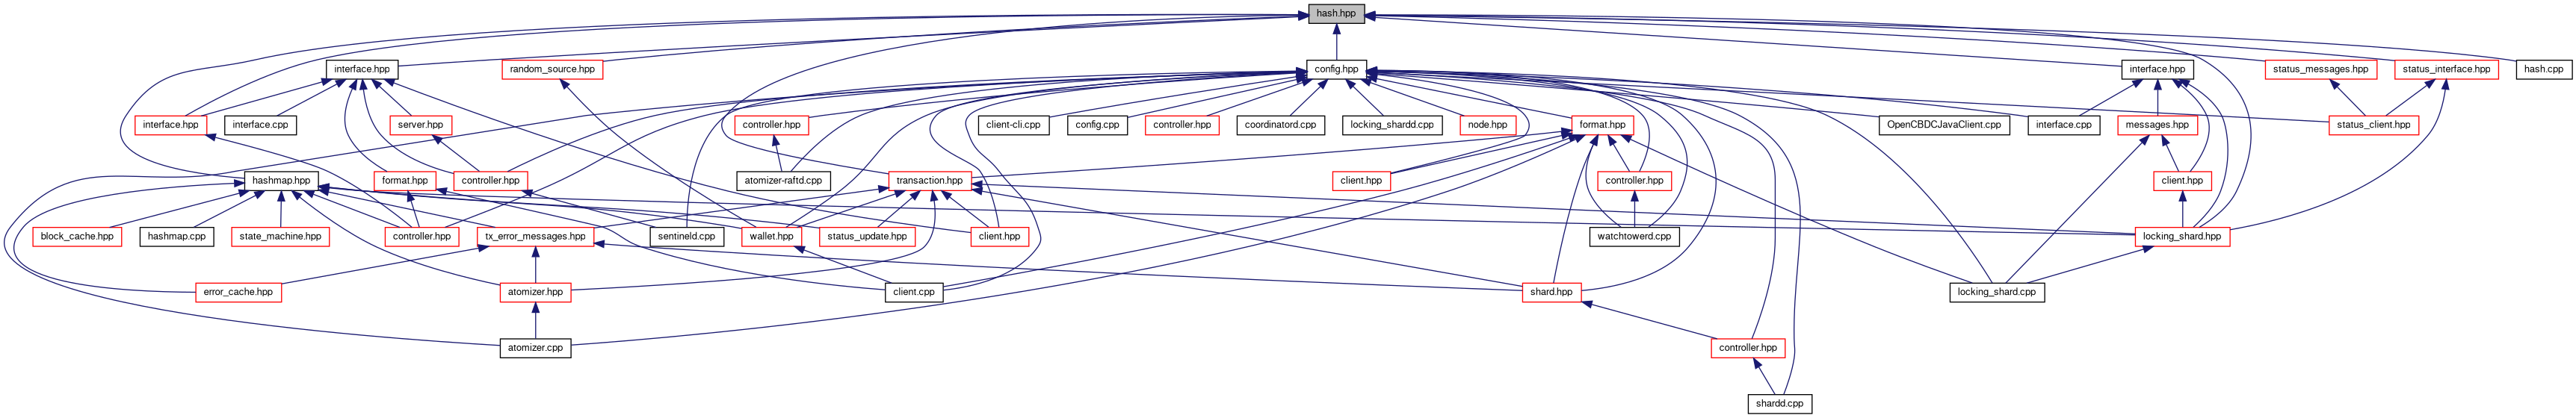 hash.hpp
interface.hpp
random_source.hpp
config.hpp
interface.hpp
status_messages.hpp
status_interface.hpp
hash.cpp
interface.hpp
interface.cpp
server.hpp
controller.hpp
client-cli.cpp
config.cpp
controller.hpp
coordinatord.cpp
locking_shardd.cpp
node.hpp
format.hpp
OpenCBDCJavaClient.cpp
interface.cpp
messages.hpp
status_client.hpp
hashmap.hpp
format.hpp
controller.hpp
atomizer-raftd.cpp
transaction.hpp
client.hpp
controller.hpp
client.hpp
block_cache.hpp
hashmap.cpp
state_machine.hpp
controller.hpp
tx_error_messages.hpp
sentineld.cpp
wallet.hpp
status_update.hpp
client.hpp
watchtowerd.cpp
locking_shard.hpp
error_cache.hpp
atomizer.hpp
client.cpp
shard.hpp
locking_shard.cpp
atomizer.cpp
controller.hpp
shardd.cpp